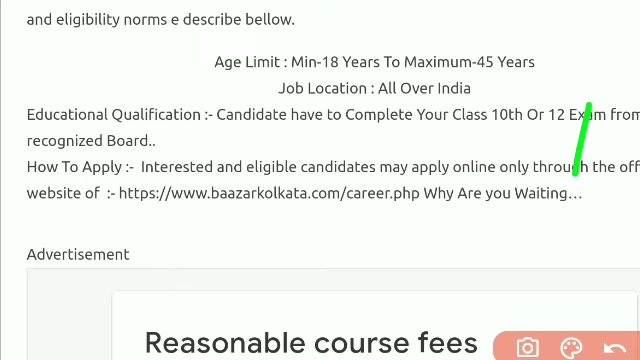 and eligibility norms e describe bellow.
Age Limit : Min-18 Years To Maximum-45 Years
Job Location : All Over India
Educational Qualification :- Candidate have to Complete Your Class 10th Or 12 Exam from
recognized Board..
How To Apply :- Interested and eligible candidates may apply online only through the
website of :- https://www.baazarkolkata.com/career.php Why Are you Waiting…
Advertisement
Reasonable course fees